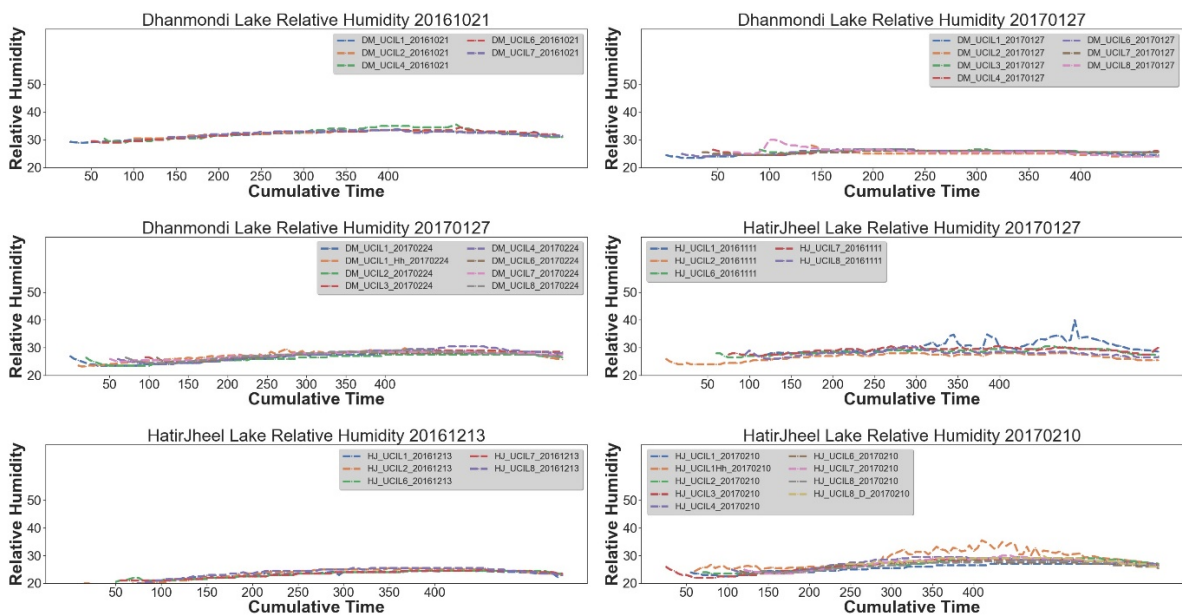 Dhanmondi Lake Relative Humidity 20161021
DM_UCIL1_20161021 DM_UCIL6_20161021
DM_UCIL2_20161021 DM_UCIL7_20161021
DM_UCIL4_20161021
Relative Humidity
50
40
30
20
50 100 150 200 250 300 350 400
Cumulative Time
Dhanmondi Lake Relative Humidity 20170127
DM_UCIL1_20170127 DM_UCIL6_20170127
DM_UCIL2_20170127 DM_UCIL7_20170127
DM_UCIL3_20170127 DM_UCIL8_20170127
DM_UCIL4_20170127
Relative Humidity
50
40
30
20
50 100 150 200 250 300 350 400
Cumulative Time
Dhanmondi Lake Relative Humidity 20170127
DM_UCIL1_20170224 DM_UCIL4_20170224
DM_UCIL1_Hh_20170224 DM_UCIL6_20170224
DM_UCIL2_20170224 DM_UCIL7_20170224
DM_UCIL3_20170224 DM_UCIL8_20170224
Relative Humidity
50
40
30
20
50 100 150 200 250 300 350 400
Cumulative Time
HatirJheel Lake Relative Humidity 20170127
HJ_UCIL1_20161111 HJ_UCIL7_20161111
HJ_UCIL2_20161111 HJ_UCIL8_20161111
HJ_UCIL6_20161111
Relative Humidity
50
40
30
20
50 100 150 200 250 300 350 400
Cumulative Time
HatirJheel Lake Relative Humidity 20161213
HJ_UCIL1_20161213 HJ_UCIL7_20161213
HJ_UCIL2_20161213 HJ_UCIL8_20161213
HJ_UCIL6_20161213
Relative Humidity
50
40
30
20
50 100 150 200 250 300 350 400
Cumulative Time
HatirJheel Lake Relative Humidity 20170210
HJ_UCIL1_20170210 HJ_UCIL6_20170210
HJ_UCIL1Hh_20170210 HJ_UCIL7_20170210
HJ_UCIL2_20170210 HJ_UCIL8_20170210
HJ_UCIL3_20170210 HJ_UCIL8_D_20170210
HJ_UCIL4_20170210
Relative Humidity
50
40
30
20
50 100 150 200 250 300 350 400
Cumulative Time